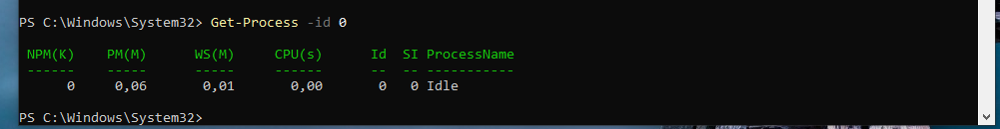 PS C:\Windows\System32> Get-Process -id 0
NPM(K) PM(M) WS(M) CPU(s) Id SI ProcessName
------ ----- ----- ------ -- -- -----------
0 0,06 0,01 0,00 0 0 Idle
PS C:\Windows\System32>